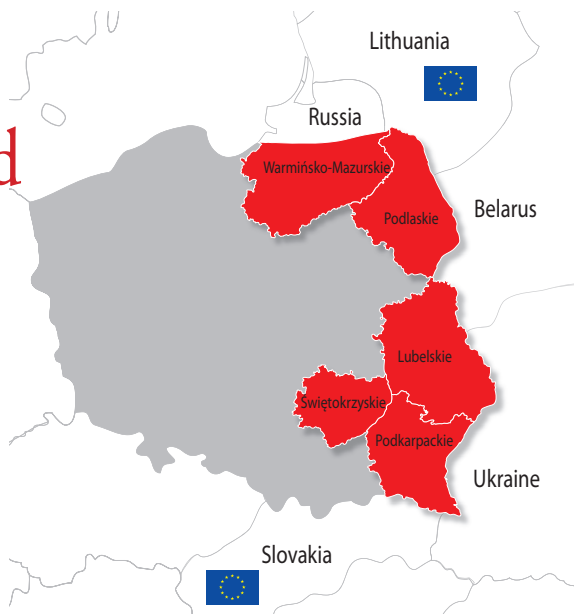 Lithuania
Russia
d
Warmińsko-Mazurskie
Podlaskie
Belarus
Lubelskie
Świętokrzyskie
Podkarpackie
Ukraine
Slovakia